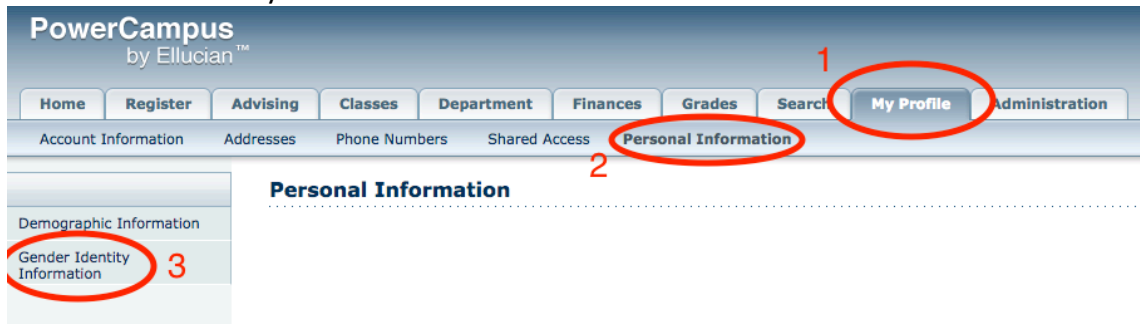 PowerCampus
by Ellucian™
1
Home Register Advising Classes Department Finances Grades Search My Profile Administration
Account Information Addresses Phone Numbers Shared Access Personal Information
2
Personal Information
Demographic Information
Gender Identity
Information
3